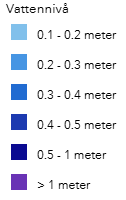 Vattennivå
0.1 - 0.2 meter
0.2 - 0.3 meter
0.3 - 0.4 meter
0.4 - 0.5 meter
0.5 - 1 meter
> 1 meter